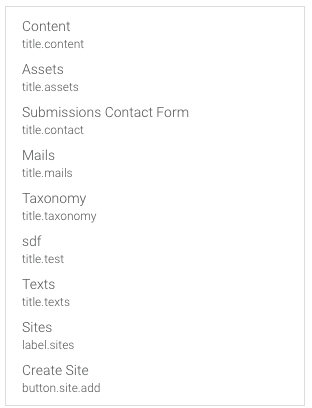 Content
title.content
Assets
title.assets
Submissions Contact Form
title.contact
Mails
title.mails
Taxonomy
title.taxonomy
sdf
title.test
Texts
title.texts
Sites
label.sites
Create Site
button.site.add